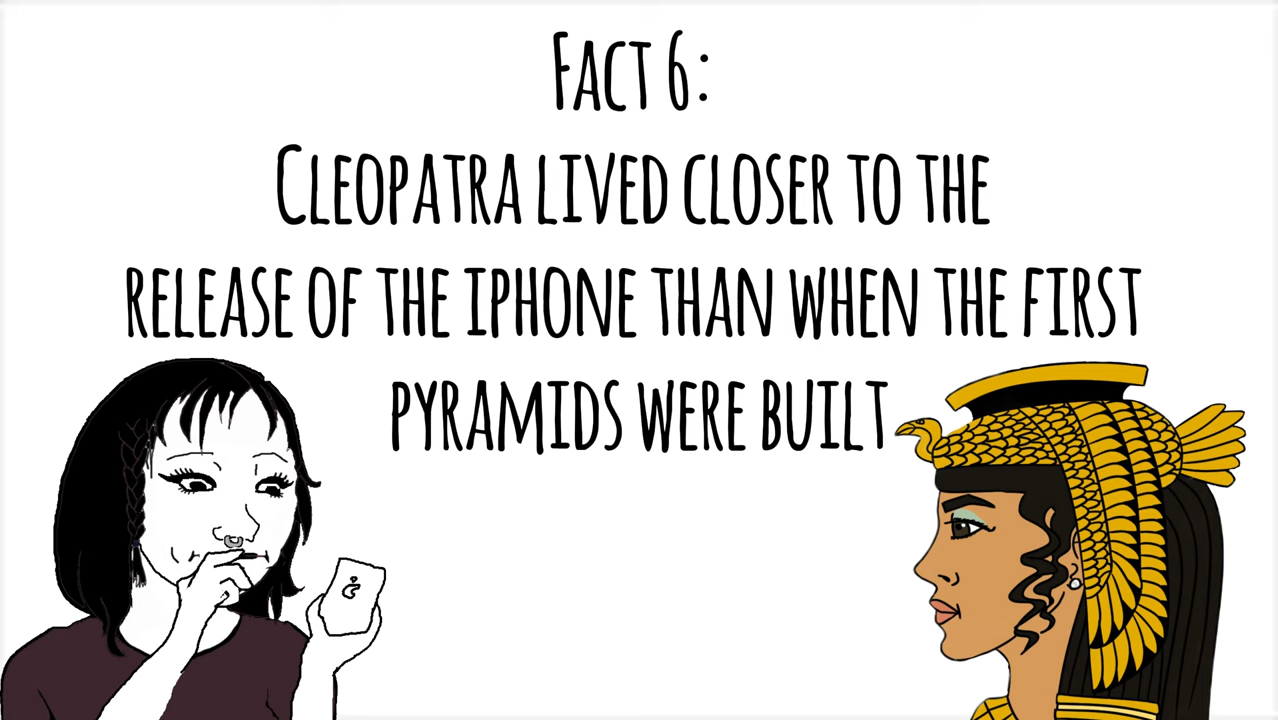 Fact 6:
Cleopatra lived closer to the
release of the iphone than when the first
pyramids were built